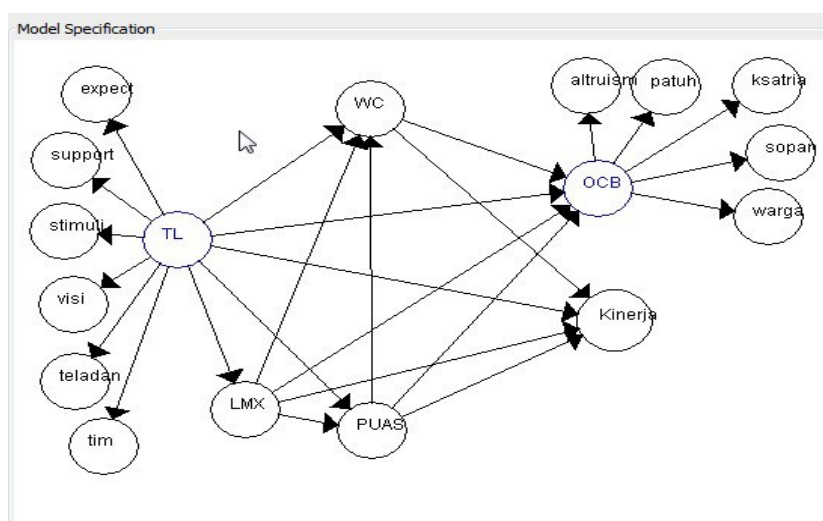 Model Specification
expect
support
stimuli
visi
teladan
tim
TL
WC
LMX
PUAS
OCB
Kinerja
altruism
patuh
ksatria
sopan
warga